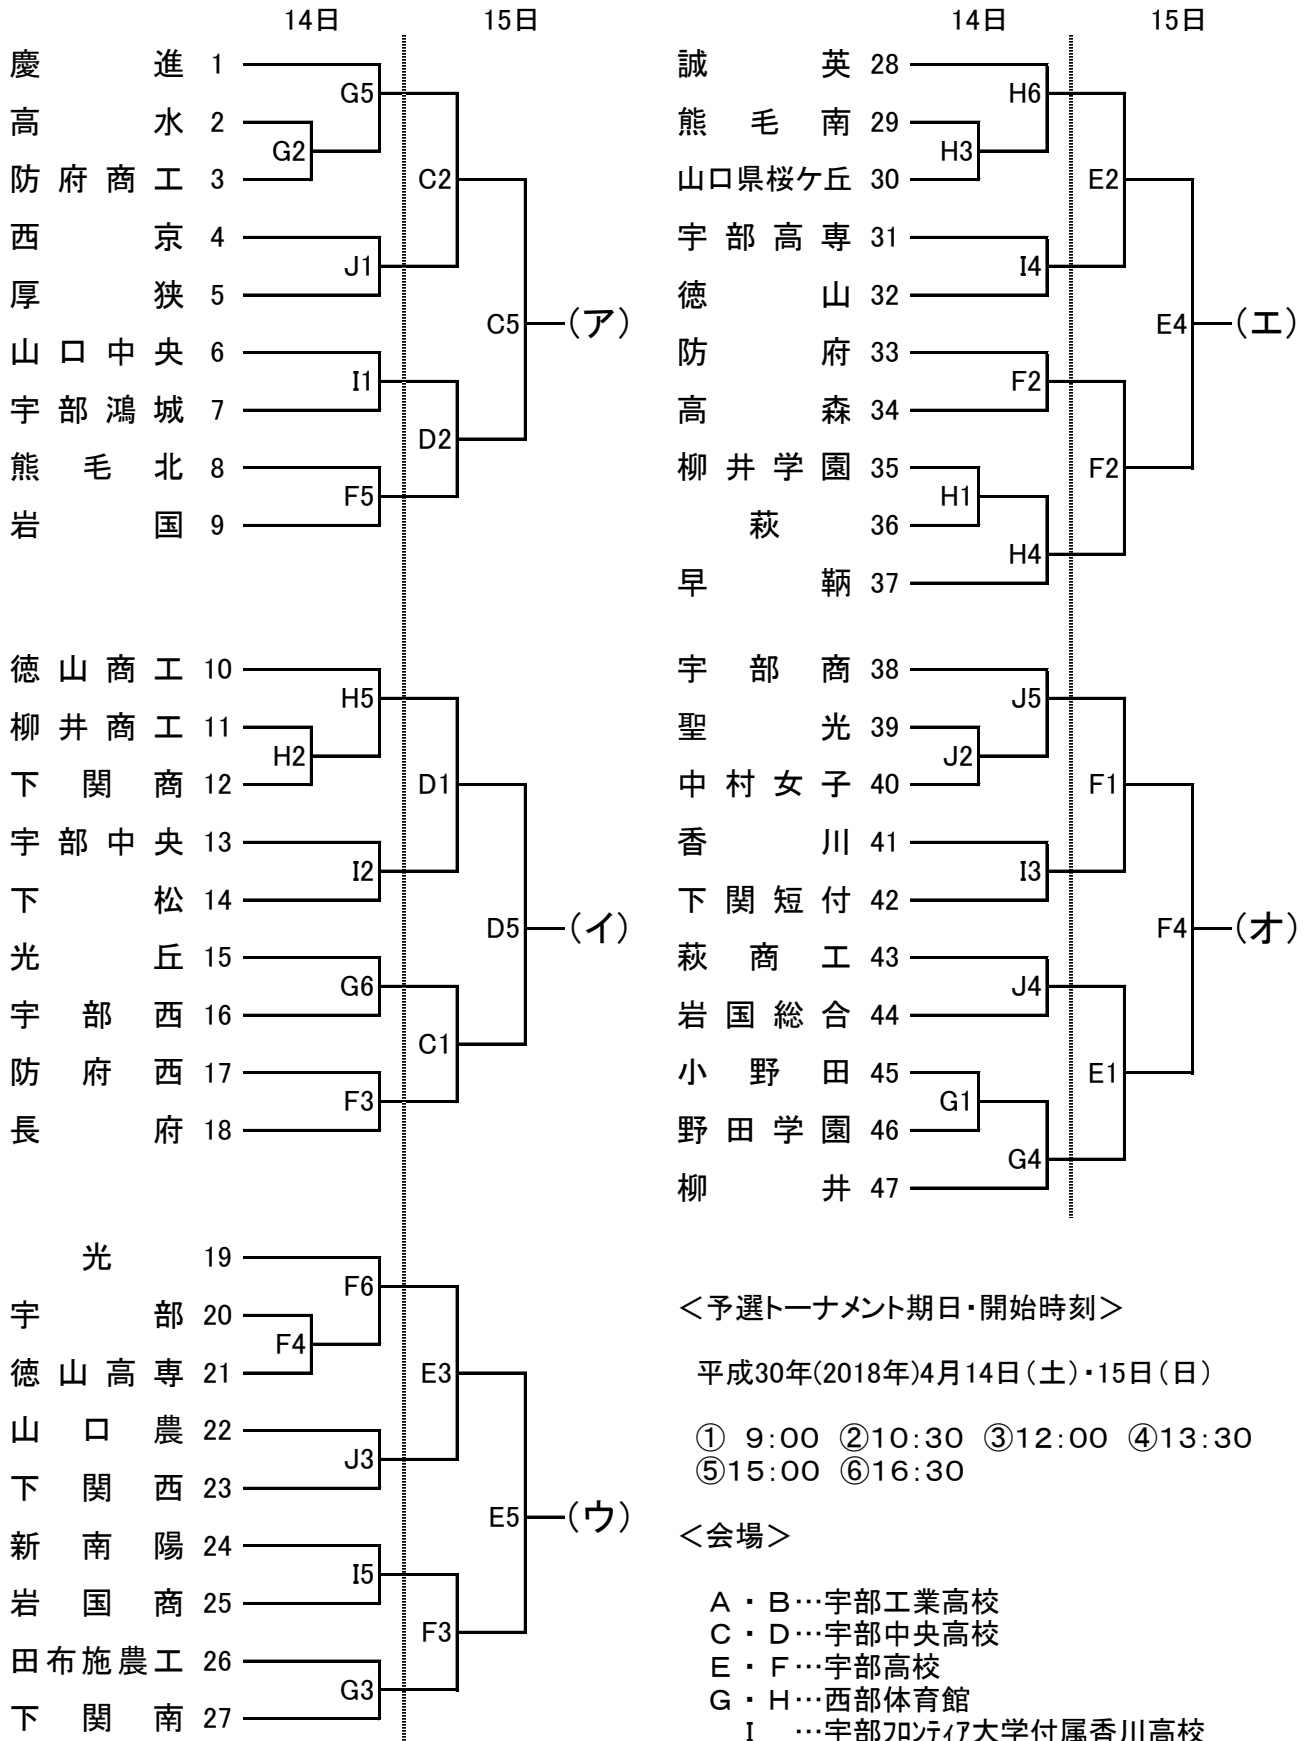 14日 15日
慶進 1
G5
高水 2
G2
防府商工 3
C2
西京 4
J1
厚狭 5
C5 (ア)
山口中央 6
I1
宇部鴻城 7
D2
熊毛北 8
F5
岩国 9
徳山商工 10
H5
柳井商工 11
H2
下関商 12
D1
宇部中央 13
I2
下松 14
D5 (イ)
光丘 15
G6
宇部西 16
C1
防府西 17
F3
長府 18
光 19
F6
宇部 20
F4
徳山高専 21
E3
山口農 22
J3
下関西 23
E5 (ウ)
新南陽 24
I5
岩国商 25
F3
田布施農工 26
G3
下関南 27
14日 15日
誠英 28
H6
熊毛南 29
H3
山口県桜ケ丘 30
E2
宇部高専 31
I4
徳山 32
E4 (エ)
防府 33
F2
高森 34
柳井学園 35
F2
H1
萩 36
H4
早鞆 37
宇部商 38
J5
聖光 39
J2
中村女子 40
F1
香川 41
I3
下関短付 42
F4 (オ)
萩商工 43
J4
岩国総合 44
小野田 45
E1
G1
野田学園 46
G4
柳井 47
＜予選トーナメント期日・開始時刻＞
平成30年(2018年)4月14日(土)・15日(日)
① 9:00 ②10:30 ③12:00 ④13:30
⑤15:00 ⑥16:30
＜会場＞
A・B…宇部工業高校
C・D…宇部中央高校
E・F…宇部高校
G・H…西部体育館
I …宇部フロンティア大学付属香川高校